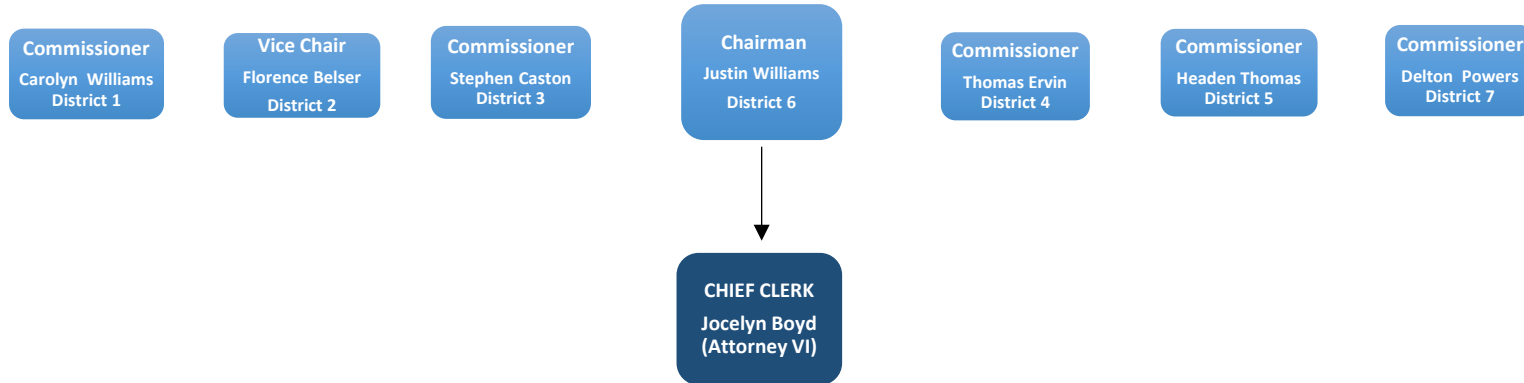 Commissioner
Carolyn Williams
District 1
Vice Chair
Florence Belser
District 2
Commissioner
Stephen Caston
District 3
Chairman
Justin Williams
District 6
Commissioner
Thomas Ervin
District 4
Commissioner
Headen Thomas
District 5
Commissioner
Delton Powers
District 7
CHIEF CLERK
Jocelyn Boyd
(Attorney VI)